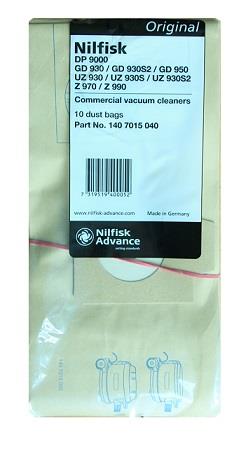 Original
Nilfisk
DP 9000
GD 930 / GD 930S2 / GD 950
UZ 930 / UZ 930S / UZ 930S2
Z 970 / Z 990
Commercial vacuum cleaners
10 dust bags
Part No. 140 7015 040
7 319519 400052
www.nilfisk-advance.com
Made in Germany
Nilfisk
Advance
setting standards